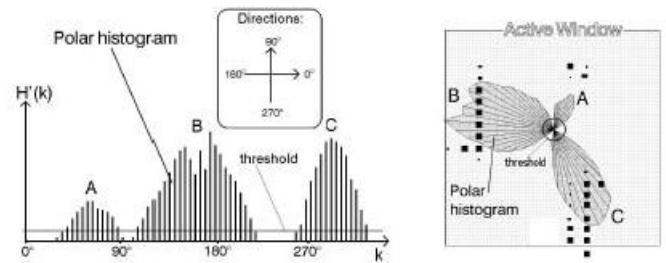 Directions:
90°
180°
0°
270°
Polar histogram
H'(k)
A
B
C
threshold
0°
90°
180°
270°
k
Active Window
B
A
threshold
Polar
histogram
C